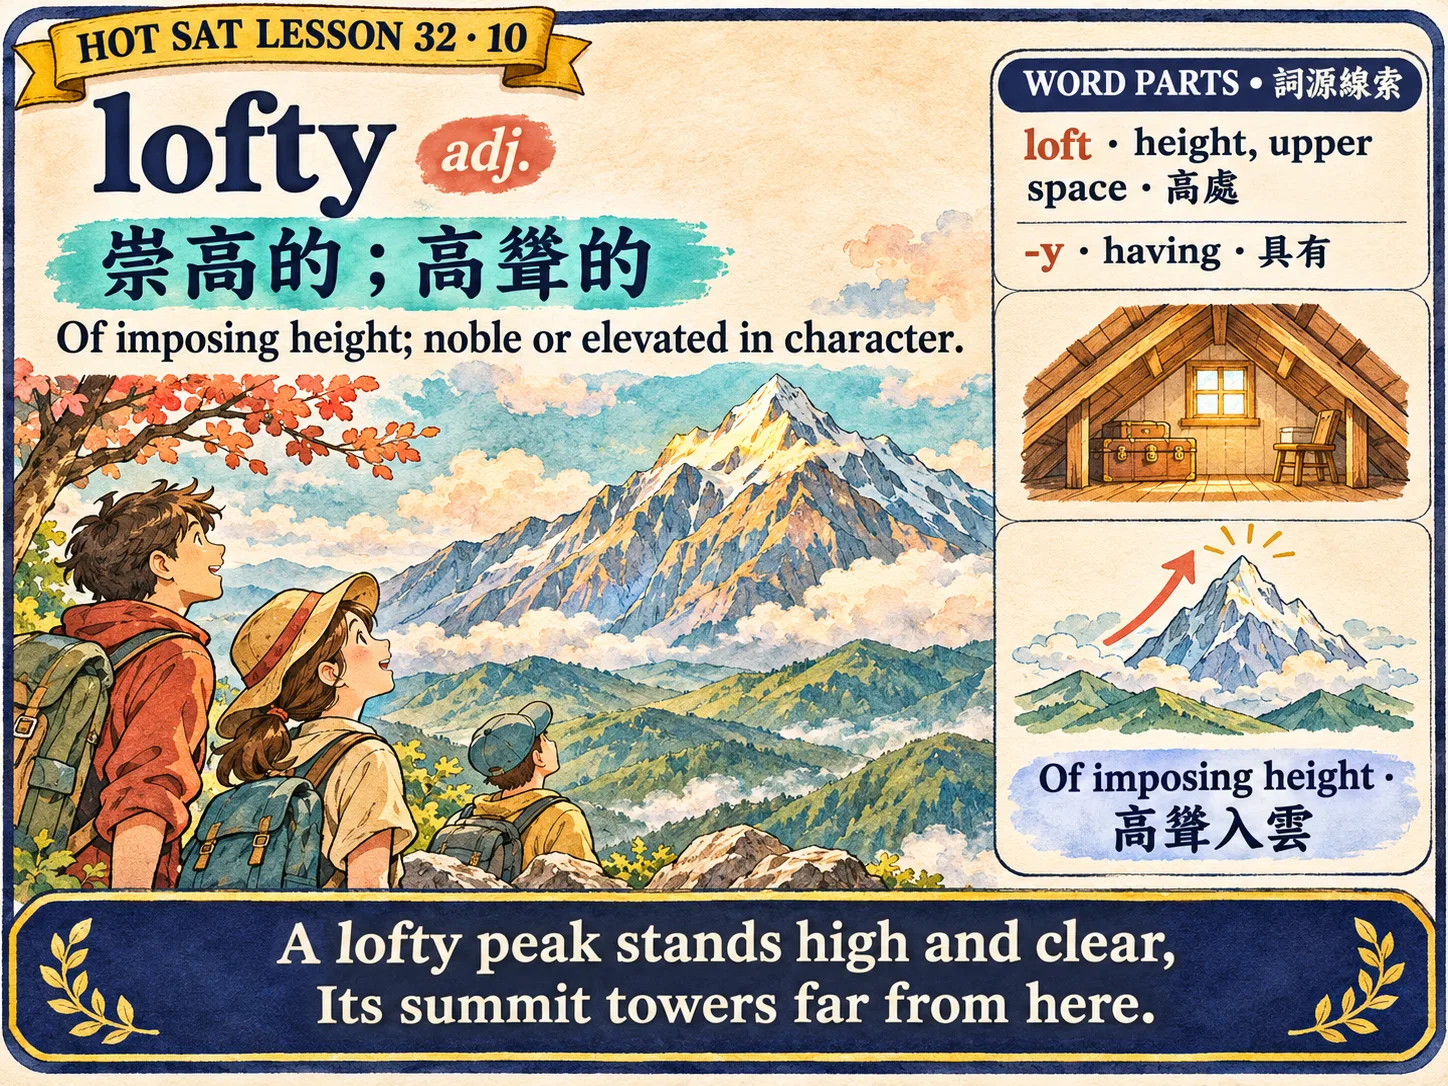 HOT SAT LESSON 32 · 10
lofty adj.
崇高的；高聳的
Of imposing height; noble or elevated in character.
WORD PARTS • 詞源線索
loft · height, upper
space · 高處
-y · having · 具有
Of imposing height ·
高聳入雲
A lofty peak stands high and clear,
Its summit towers far from here.